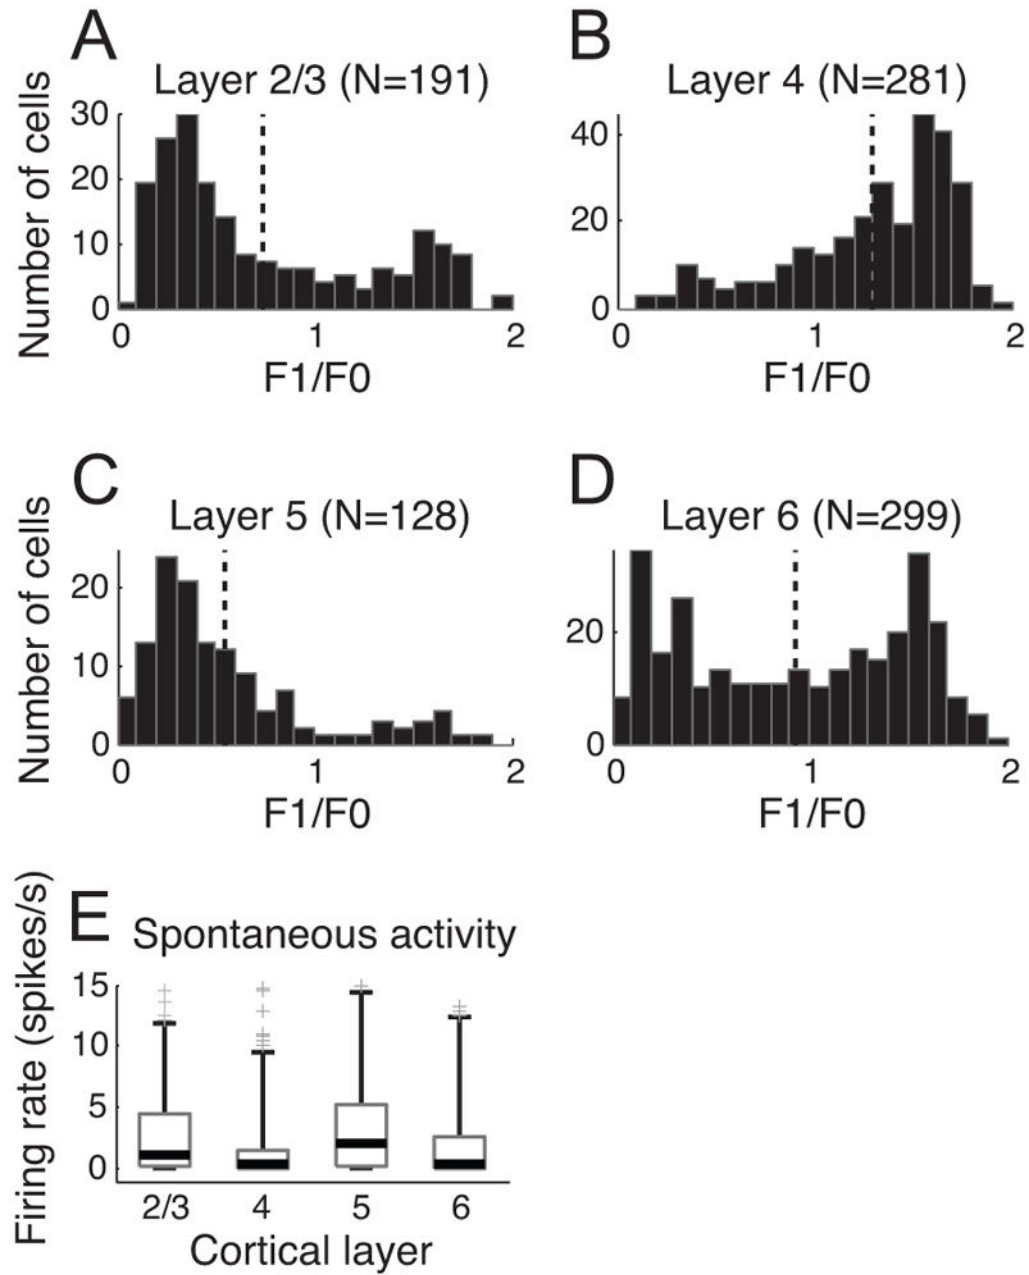 A
Layer 2/3 (N=191)
Number of cells
30
20
10
0
0 1 2
F1/F0
B
Layer 4 (N=281)
40
20
0
0 1 2
F1/F0
C
Layer 5 (N=128)
Number of cells
20
10
0
0 1 2
F1/F0
D
Layer 6 (N=299)
20
0
0 1 2
F1/F0
E
Spontaneous activity
Firing rate (spikes/s)
15
10
5
0
2/3 4 5 6
Cortical layer